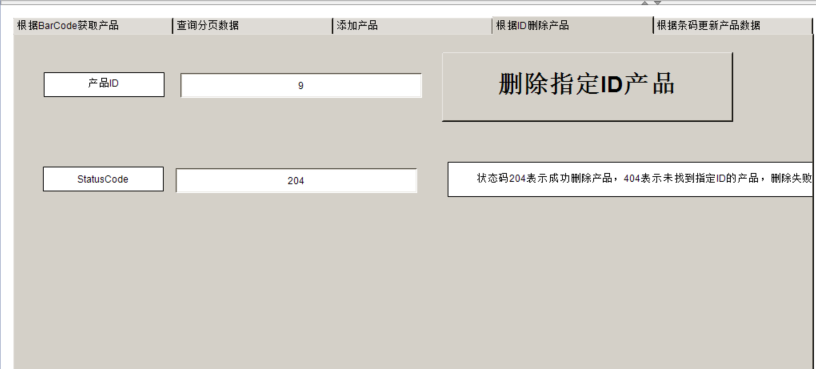 根据BarCode获取产品
查询分页数据
添加产品
根据ID删除产品
根据条码更新产品数据
产品ID
9
删除指定ID产品
StatusCode
204
状态码204表示成功删除产品，404表示未找到指定ID的产品，删除失败